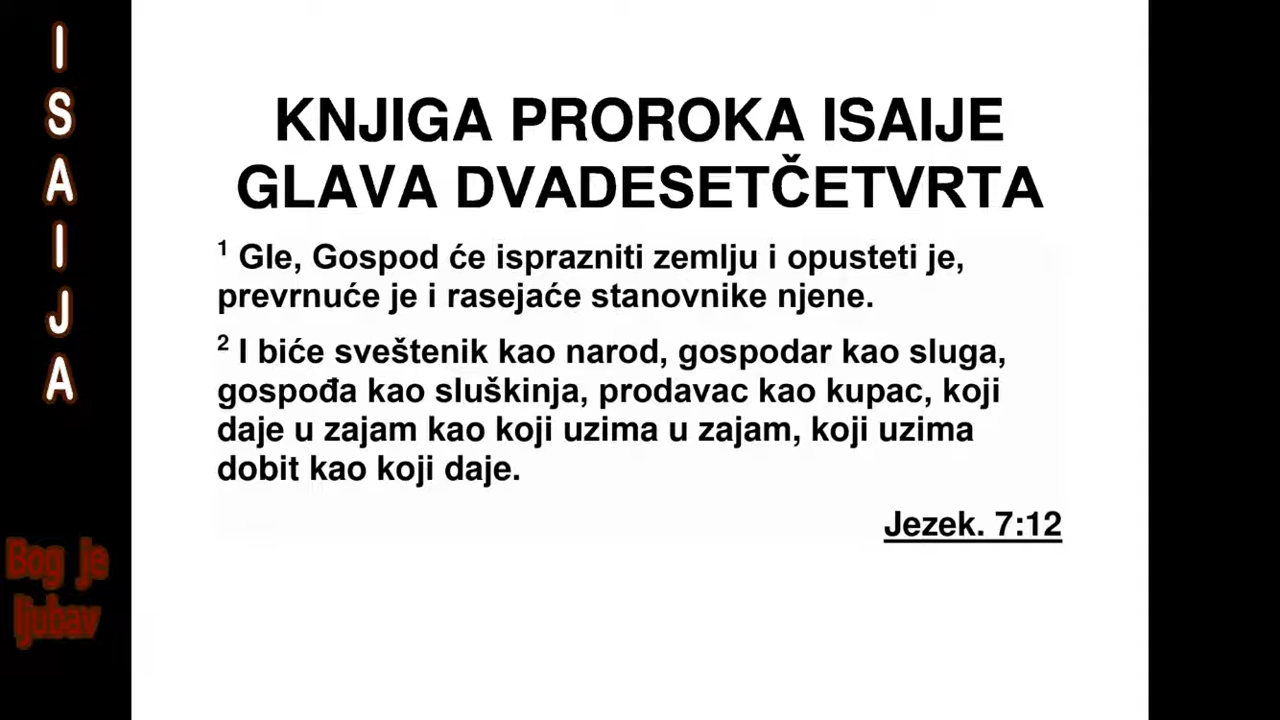 I
S
A
I
J
A
Bog je
ljubav
KNJIGA PROROKA ISAIJE
GLAVA DVADESETČETVRTA
1 Gle, Gospod će isprazniti zemlju i opusteti je,
prevrnuće je i rasejaće stanovnike njene.
2 I biće sveštenik kao narod, gospodar kao sluga,
gospođa kao sluškinja, prodavac kao kupac, koji
daje u zajam kao koji uzima u zajam, koji uzima
dobit kao koji daje.
Jezek. 7:12